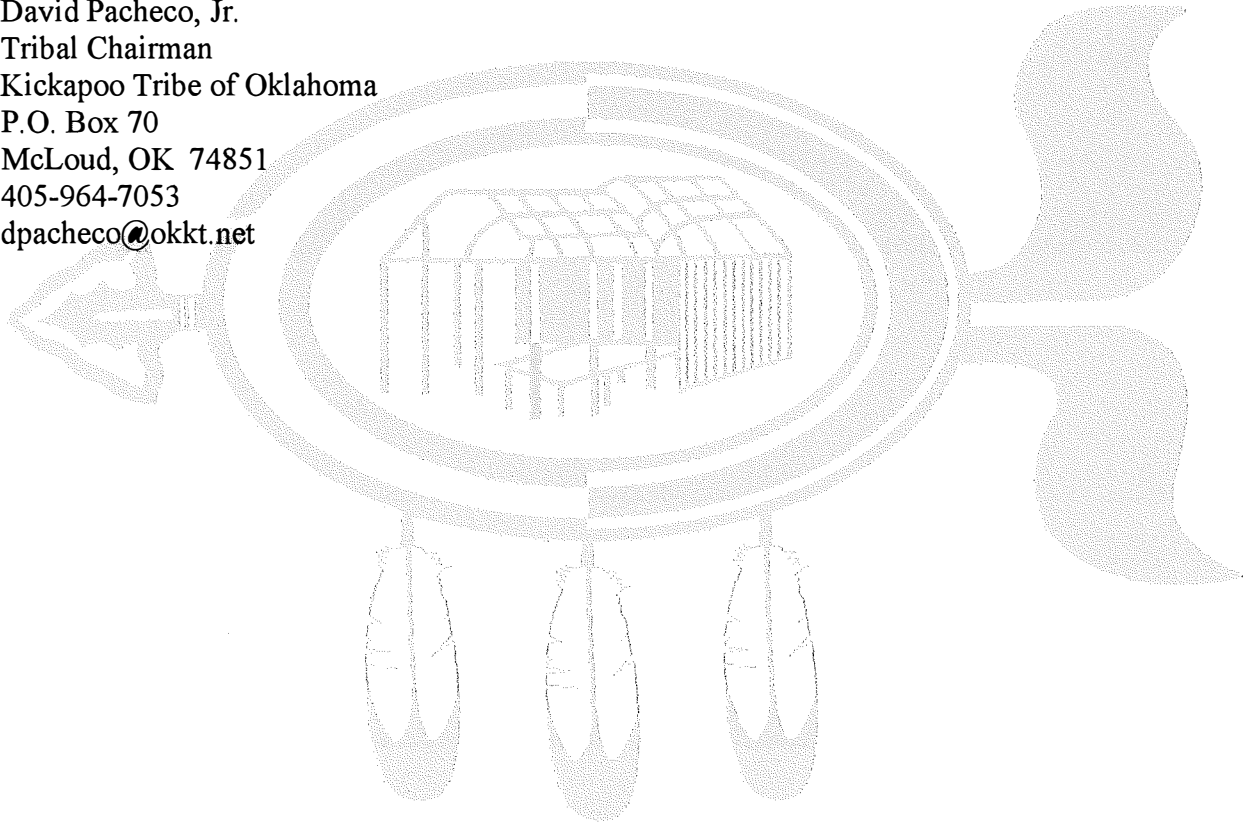 David Pacheco, Jr.
Tribal Chairman
Kickapoo Tribe of Oklahoma
P.O. Box 70
McLoud, OK 74851
405-964-7053
dpacheco@okkt.net